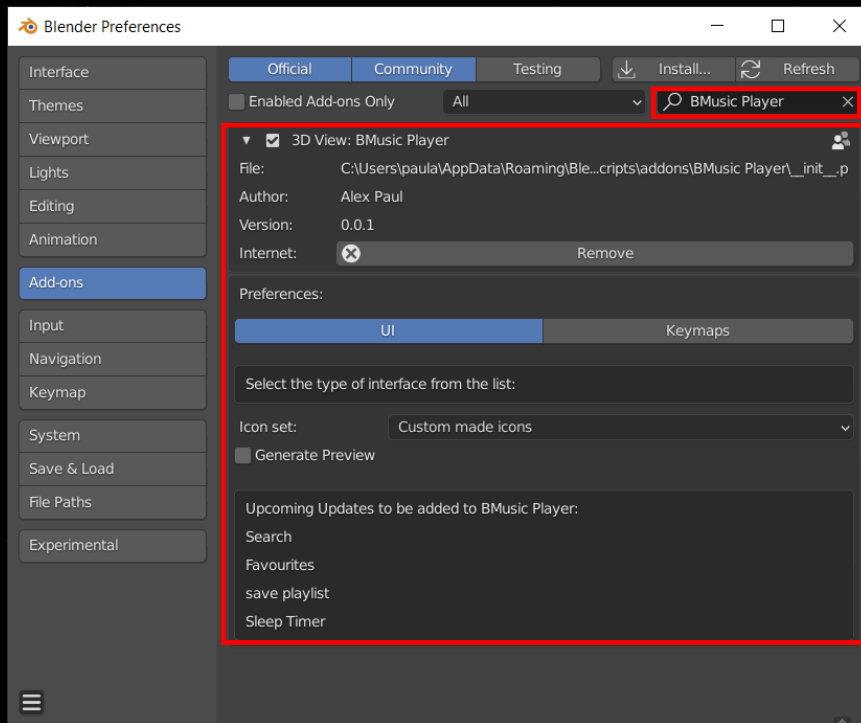 Blender Preferences
Interface
Themes
Viewport
Lights
Editing
Animation
Add-ons
Input
Navigation
Keymap
System
Save & Load
File Paths
Experimental
Official Community Testing Install... Refresh
Enabled Add-ons Only All BMusic Player
3D View: BMusic Player
File: C:\Users\paula\AppData\Roaming\Ble...cripts\addons\BMusic Player\__init__.p
Author: Alex Paul
Version: 0.0.1
Internet: Remove
Preferences:
UI Keymaps
Select the type of interface from the list:
Icon set: Custom made icons
Generate Preview
Upcoming Updates to be added to BMusic Player:
Search
Favourites
save playlist
Sleep Timer